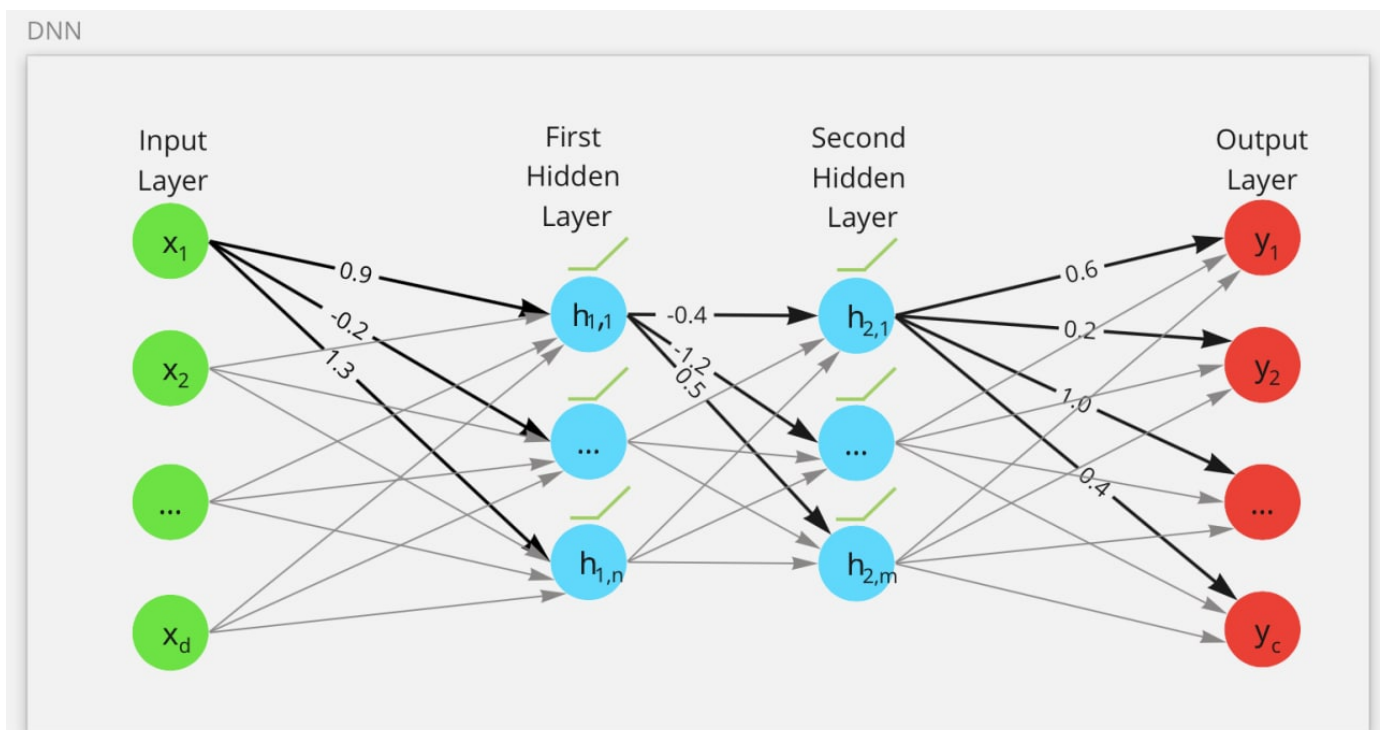 DNN
Input
Layer
First
Hidden
Layer
Second
Hidden
Layer
Output
Layer
x₁
x₂
...
x_d
0.9
-0.2
1.3
h₁,₁
...
h₁,ₙ
-0.4
-1.2
0.5
h₂,₁
...
h₂,ₘ
0.6
0.2
1.0
0.4
y₁
y₂
...
y_c